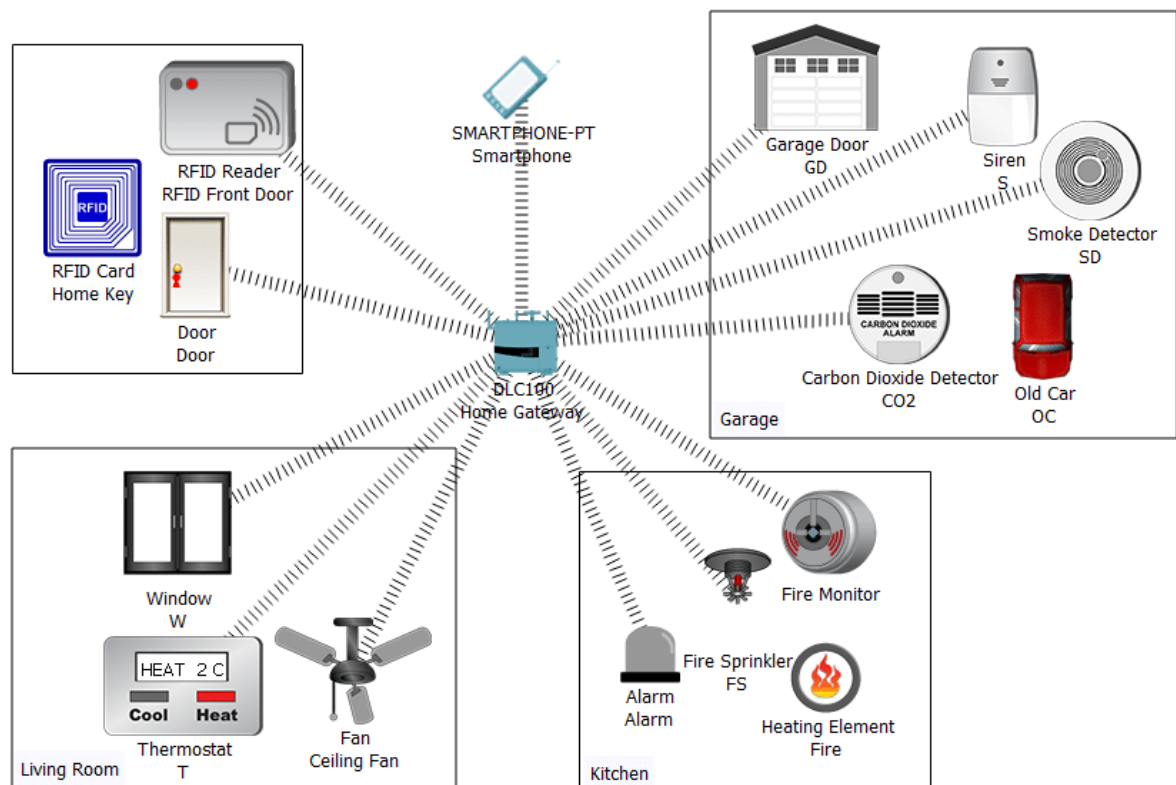 RFID Reader
RFID Front Door
RFID
RFID Card
Home Key
Door
Door
SMARTPHONE-PT
Smartphone
Garage Door
GD
Siren
S
Smoke Detector
SD
CARBON DIOXIDE
ALARM
Carbon Dioxide Detector
CO2
Old Car
OC
Garage
DLC100
Home Gateway
Window
W
HEAT 2 C
Cool Heat
Thermostat
T
Fan
Ceiling Fan
Living Room
Fire Monitor
Fire Sprinkler
FS
Alarm
Alarm
Heating Element
Fire
Kitchen